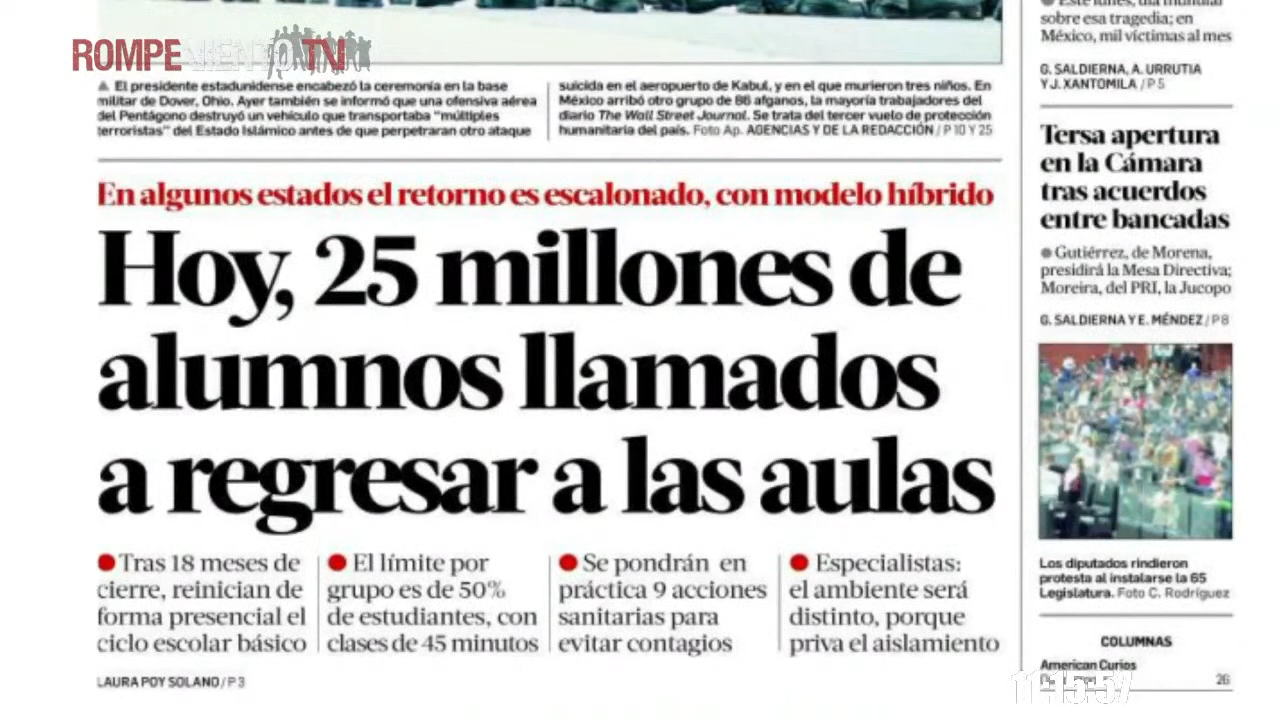 ROMPEVIENTO TV
▲ El presidente estadunidense encabezó la ceremonia en la base
militar de Dover, Ohio. Ayer también se informó que una ofensiva aérea
del Pentágono destruyó un vehículo que transportaba "múltiples
terroristas" del Estado Islámico antes de que perpetraran otro ataque
suicida en el aeropuerto de Kabul, y en el que murieron tres niños. En
México arribó otro grupo de 86 afganos, la mayoría trabajadores del
diario The Wall Street Journal. Se trata del tercer vuelo de protección
humanitaria del país. Foto Ap. AGENCIAS Y DE LA REDACCIÓN / P 10 Y 25
En algunos estados el retorno es escalonado, con modelo híbrido
Hoy, 25 millones de
alumnos llamados
a regresar a las aulas
● Tras 18 meses de
cierre, reinician de
forma presencial el
ciclo escolar básico
● El límite por
grupo es de 50%
de estudiantes, con
clases de 45 minutos
● Se pondrán en
práctica 9 acciones
sanitarias para
evitar contagios
● Especialistas:
el ambiente será
distinto, porque
priva el aislamiento
LAURA POY SOLANO / P 3
● Este lunes, día mundial
sobre esa tragedia; en
México, mil víctimas al mes
G. SALDIERNA, A. URRUTIA
Y J. XANTOMILA / P 5
Tersa apertura
en la Cámara
tras acuerdos
entre bancadas
● Gutiérrez, de Morena,
presidirá la Mesa Directiva;
Moreira, del PRI, la Jucopo
G. SALDIERNA Y E. MÉNDEZ / P 8
Los diputados rindieron
protesta al instalarse la 65
Legislatura. Foto C. Rodríguez
COLUMNAS
American Curios
26
11:15:57